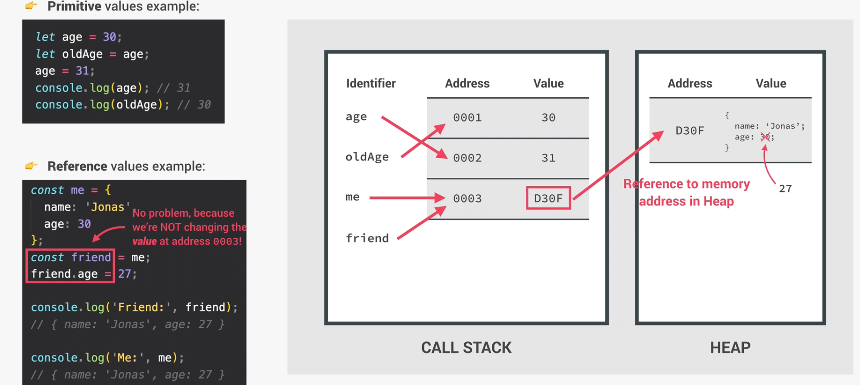 👉 Primitive values example:
let age = 30;
let oldAge = age;
age = 31;
console.log(age); // 31
console.log(oldAge); // 30
👉 Reference values example:
const me = {
name: 'Jonas'
age: 30
};
const friend = me;
friend.age = 27;
No problem, because
we're NOT changing the
value at address 0003!
console.log('Friend:', friend);
// { name: 'Jonas', age: 27 }
console.log('Me:', me);
// { name: 'Jonas', age: 27 }
Identifier Address Value
age 0001 30
oldAge 0002 31
me 0003 D30F
friend
CALL STACK
Address Value
D30F
{
name: ‘Jonas’;
age: 30;
}
27
Reference to memory
address in Heap
HEAP